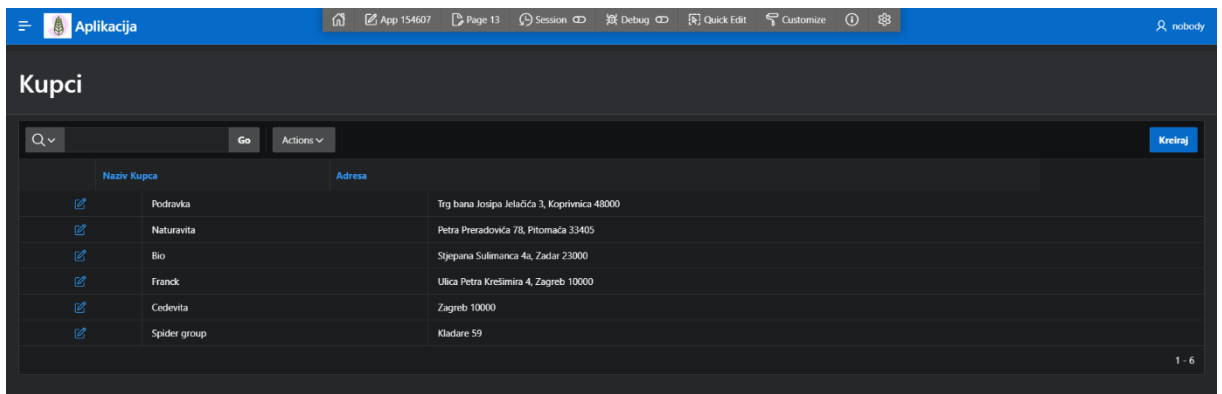 Aplikacija App 154607 Page 13 Session Debug Quick Edit Customize nobody
Kupci
Go Actions Kreiraj
Naziv Kupca Adresa
Podravka Trg bana Josipa Jelačića 3, Koprivnica 48000
Naturavita Petra Preradovića 78, Pitomača 33405
Bio Stjepana Sulimanca 4a, Zadar 23000
Franck Ulica Petra Krešimira 4, Zagreb 10000
Cedevita Zagreb 10000
Spider group Kladare 59
1 - 6